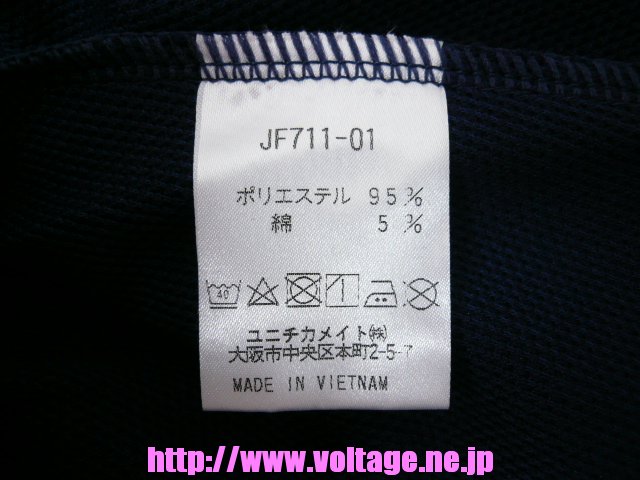 JF711-01
ポリエステル 95%
綿 5%
40
ユニチカメイト㈱
大阪市中央区本町2-5-7
MADE IN VIETNAM
http://www.voltage.ne.jp